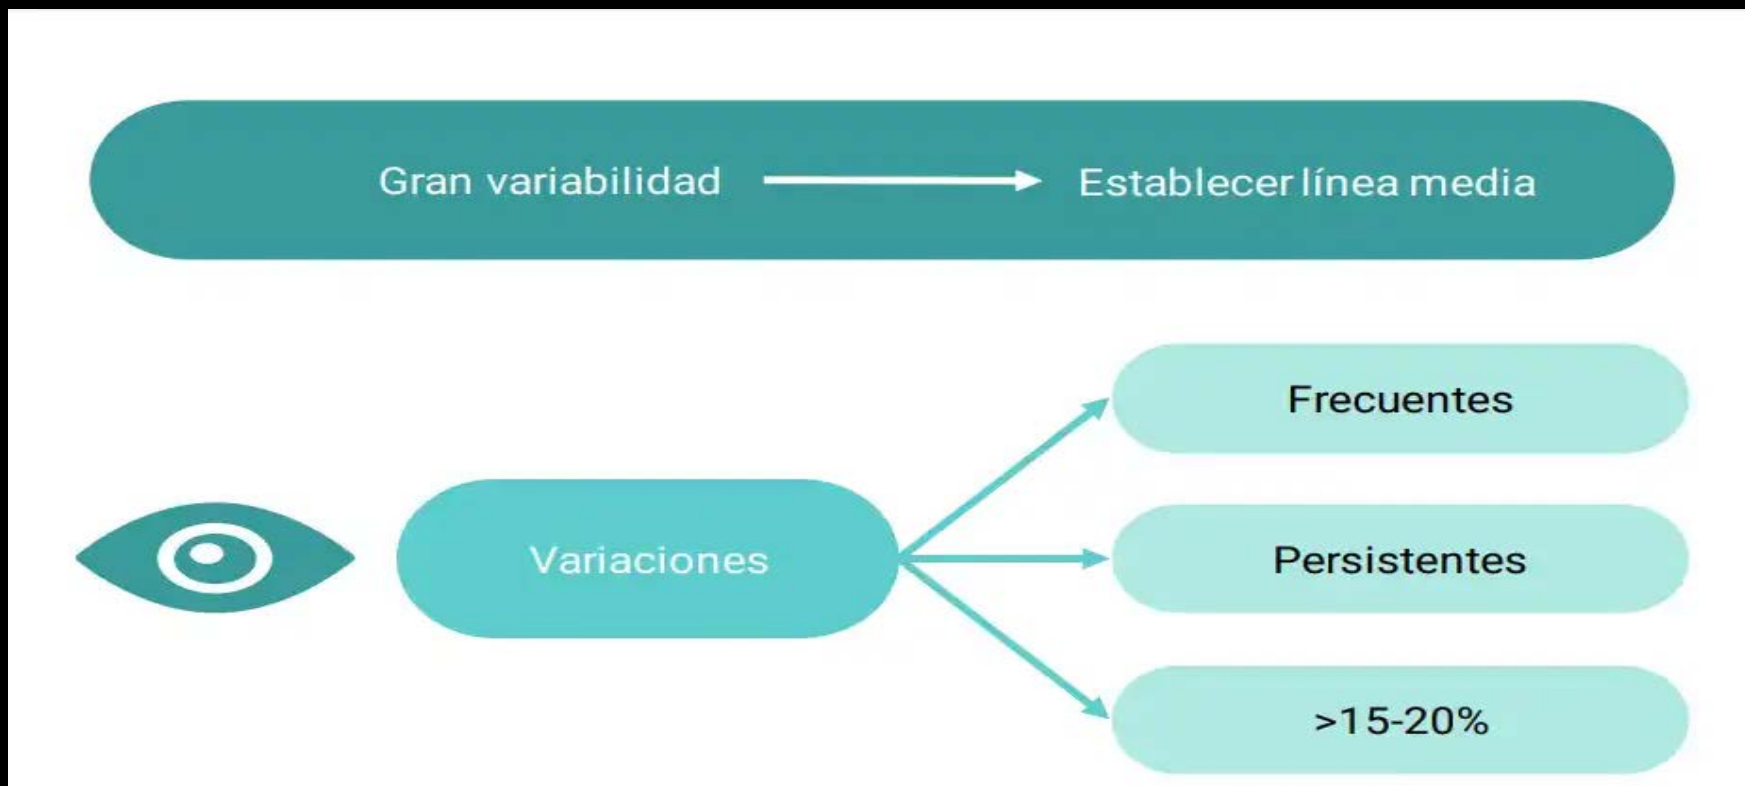 Gran variabilidad Establecer línea media
Frecuentes
Variaciones
Persistentes
>15-20%